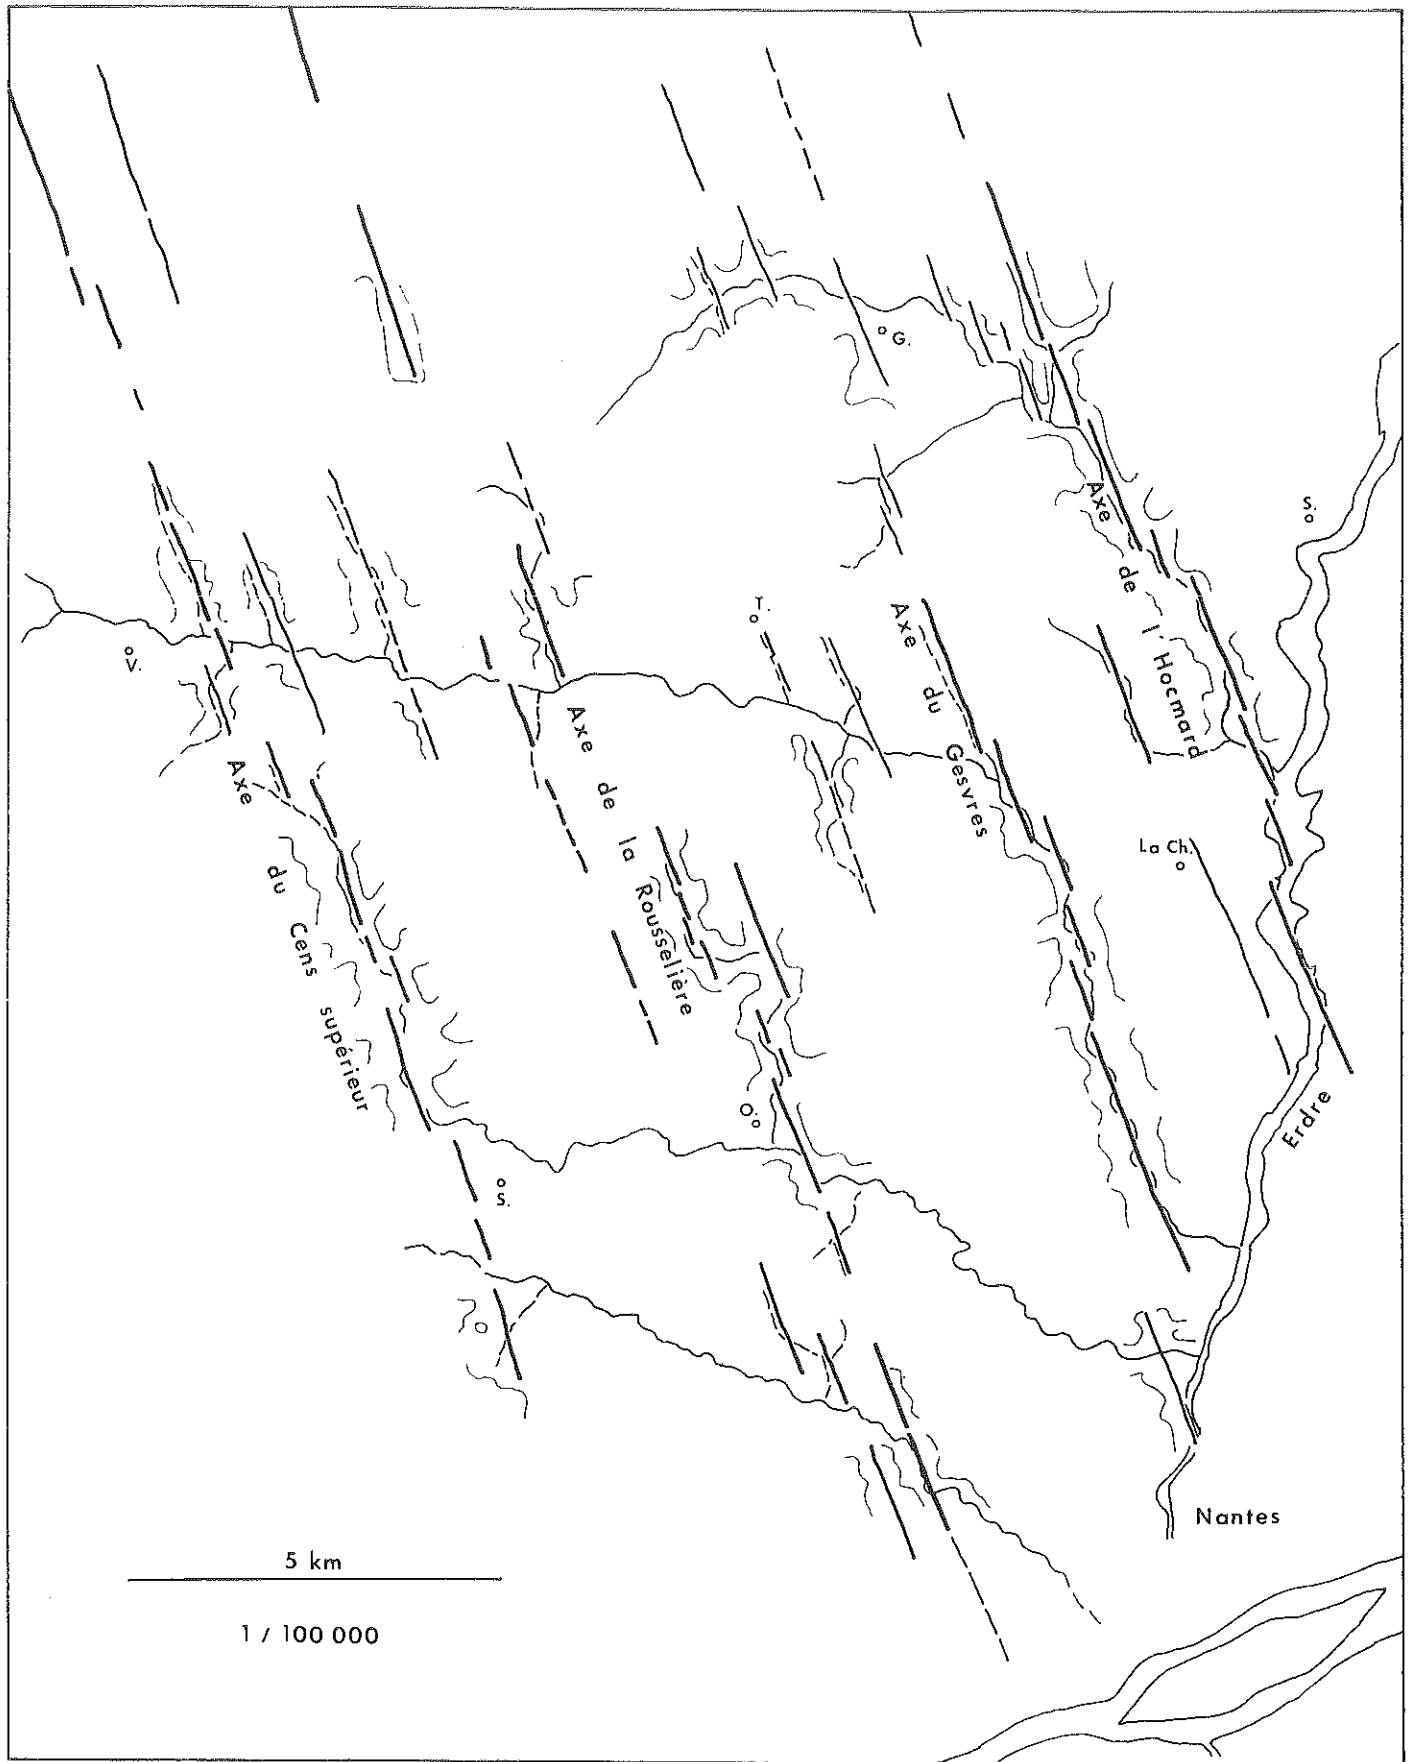 G.
S.
Axe de l'Hocmard
T.
V.
Axe du Gesvres
Axe de la Rousselière
Axe du Cens supérieur
La Ch.
O.
Erdre
S.
Nantes
5 km
1 / 100 000